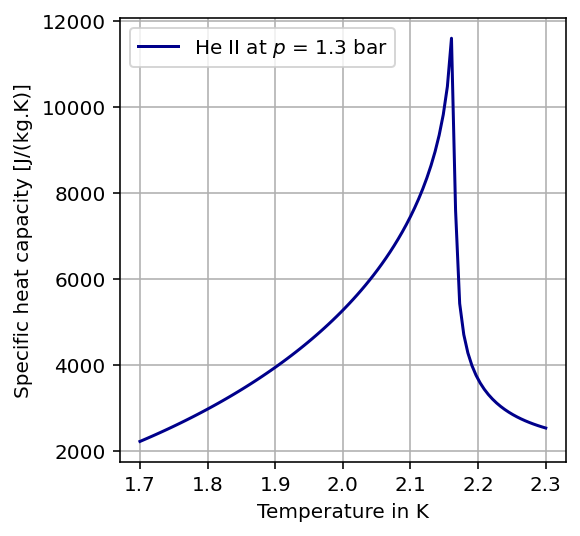 12000
10000
8000
6000
4000
2000
Specific heat capacity [J/(kg.K)]
He II at p = 1.3 bar
1.7 1.8 1.9 2.0 2.1 2.2 2.3
Temperature in K